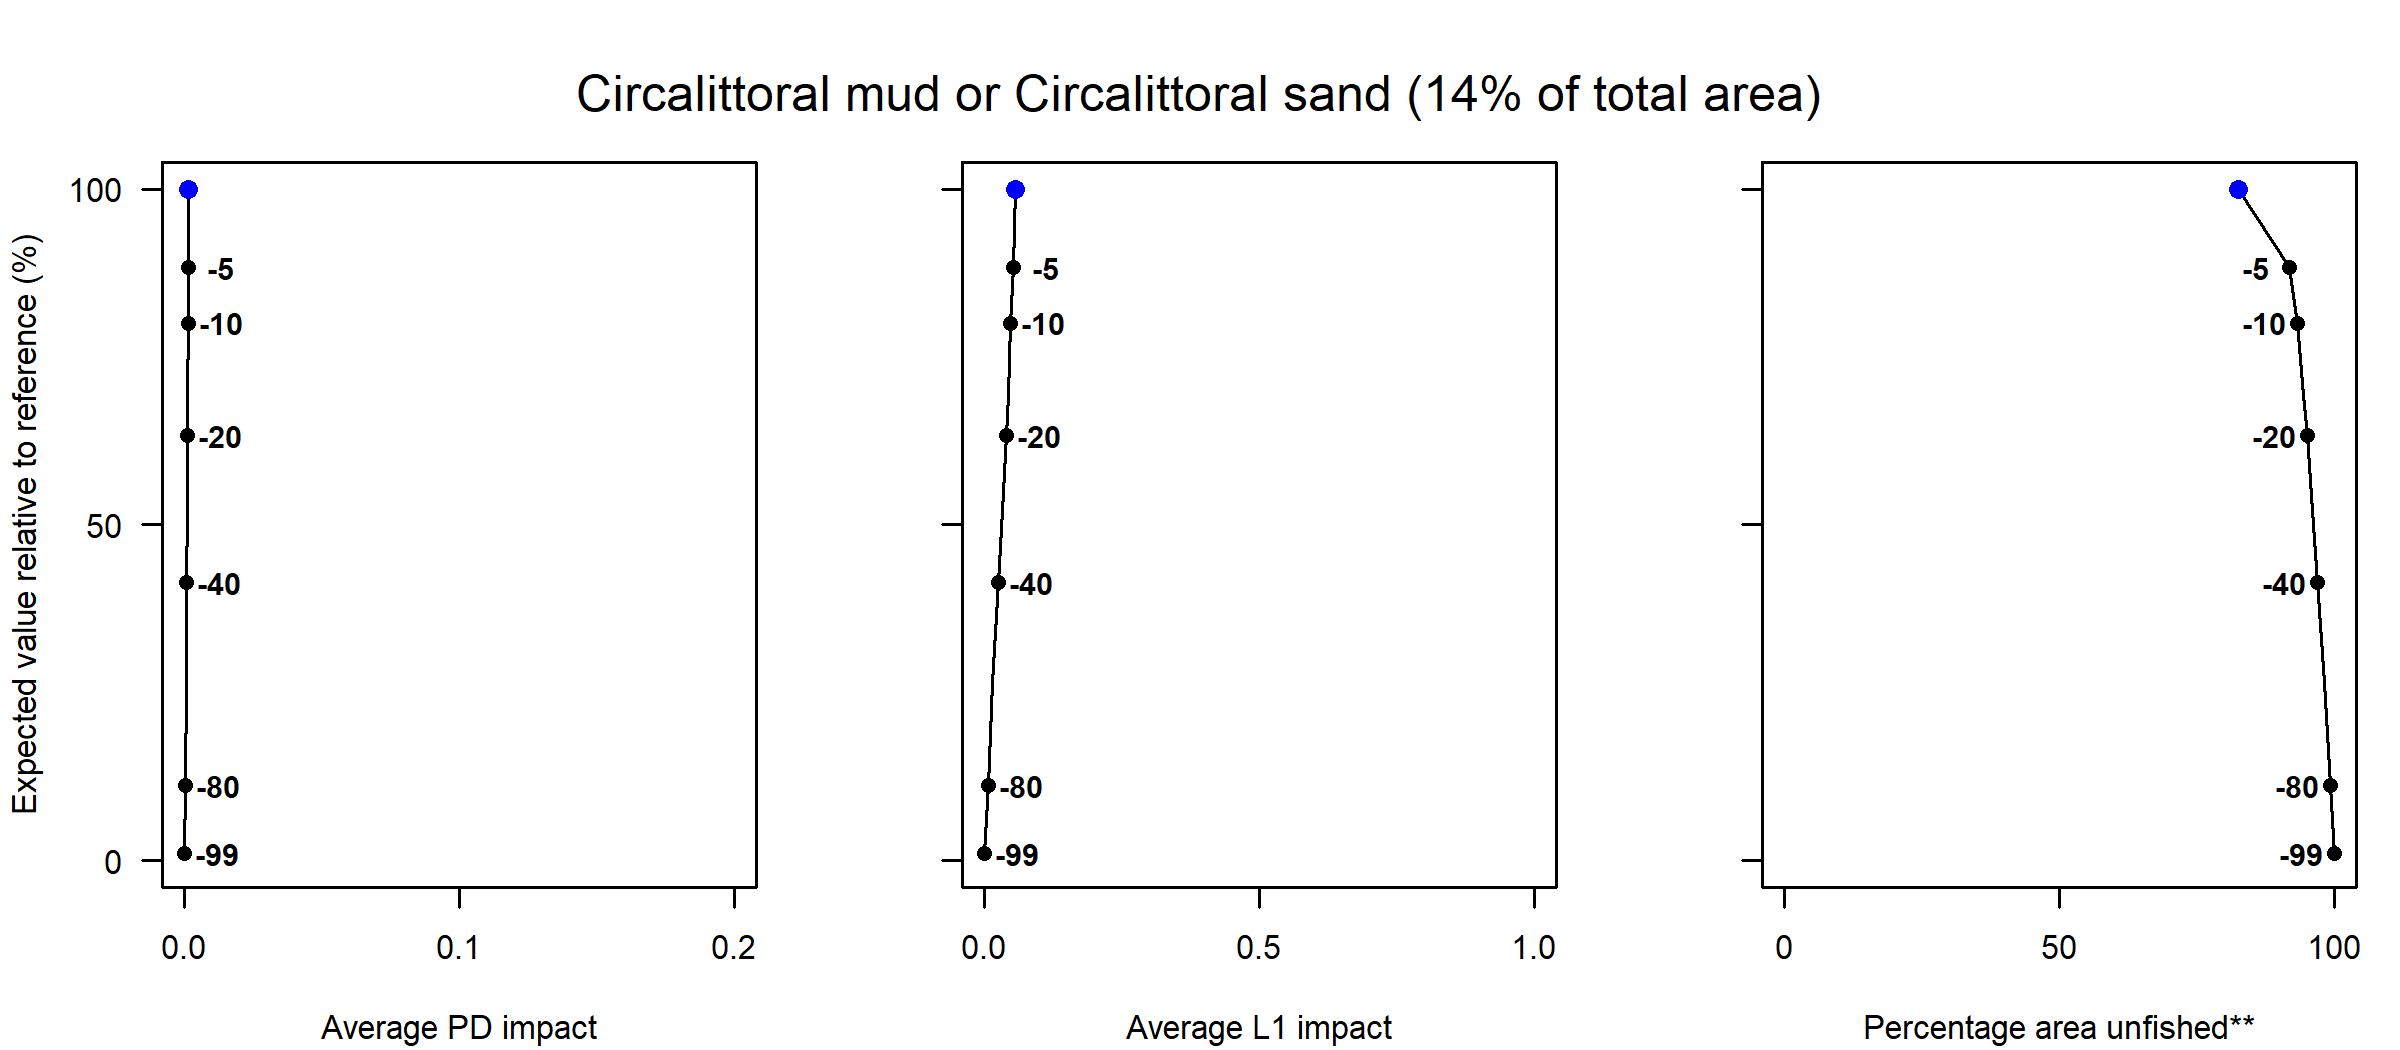 Circalittoral mud or Circalittoral sand (14% of total area)
Expected value relative to reference (%)
100
50
0
-5
-10
-20
-40
-80
-99
0.0 0.1 0.2
Average PD impact
-5
-10
-20
-40
-80
-99
0.0 0.5 1.0
Average L1 impact
-5
-10
-20
-40
-80
-99
0 50 100
Percentage area unfished**